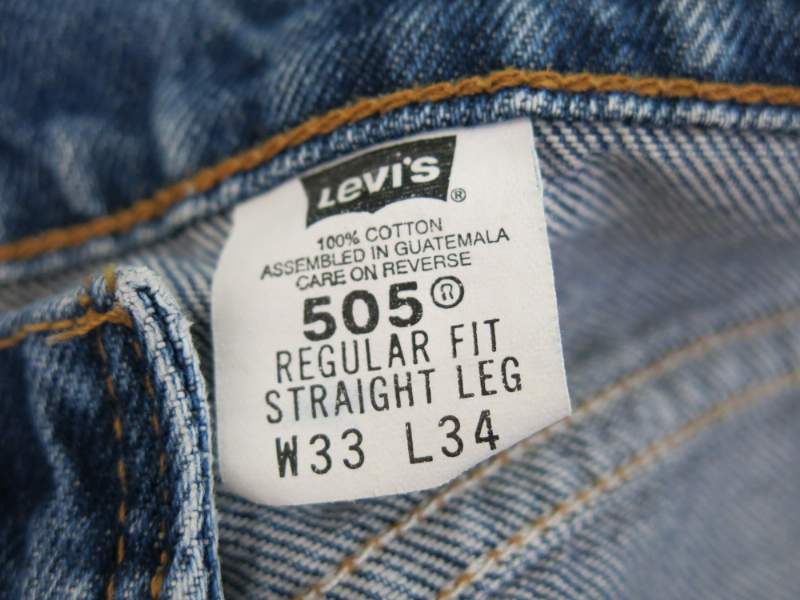 Levi's ®
100% COTTON
ASSEMBLED IN GUATEMALA
CARE ON REVERSE
505 ®
REGULAR FIT
STRAIGHT LEG
W33 L34